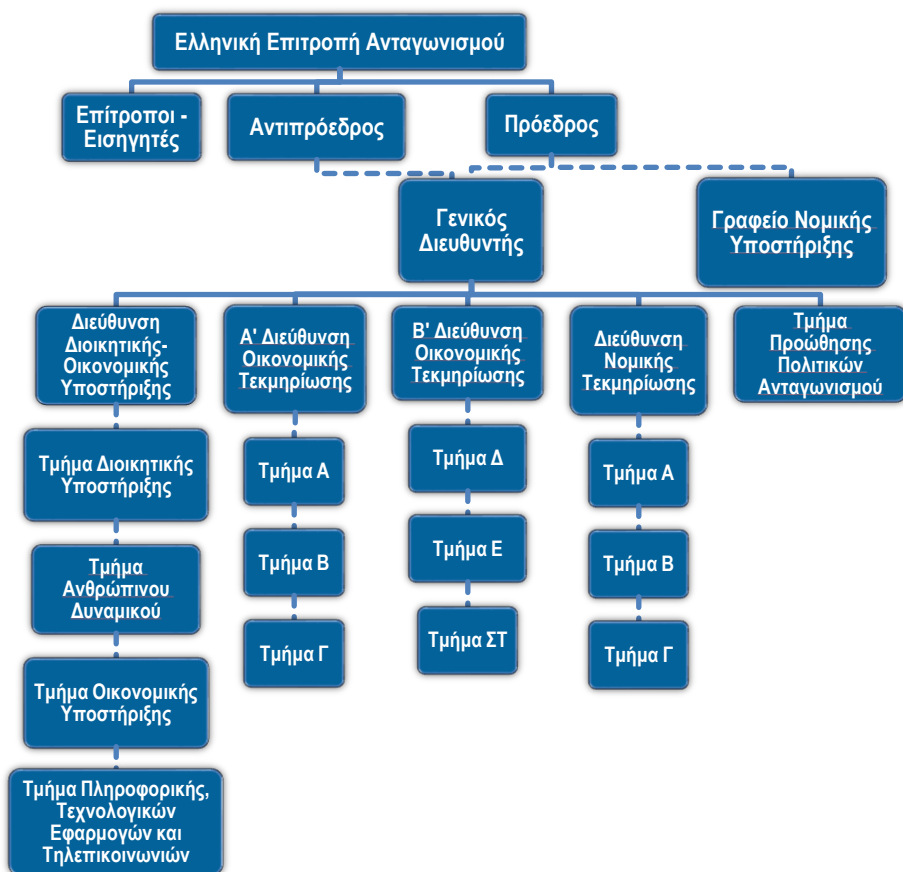 Ελληνική Επιτροπή Ανταγωνισμού
Επίτροποι -
Εισηγητές
Αντιπρόεδρος
Πρόεδρος
Γενικός
Διευθυντής
Γραφείο Νομικής
Υποστήριξης
Διεύθυνση
Διοικητικής-
Οικονομικής
Υποστήριξης
Α' Διεύθυνση
Οικονομικής
Τεκμηρίωσης
Β' Διεύθυνση
Οικονομικής
Τεκμηρίωσης
Διεύθυνση
Νομικής
Τεκμηρίωσης
Τμήμα
Προώθησης
Πολιτικών
Ανταγωνισμού
Τμήμα Διοικητικής
Υποστήριξης
Τμήμα
Ανθρώπινου
Δυναμικού
Τμήμα Οικονομικής
Υποστήριξης
Τμήμα Πληροφορικής,
Τεχνολογικών
Εφαρμογών και
Τηλεπικοινωνιών
Τμήμα Α
Τμήμα Β
Τμήμα Γ
Τμήμα Δ
Τμήμα Ε
Τμήμα ΣΤ
Τμήμα Α
Τμήμα Β
Τμήμα Γ